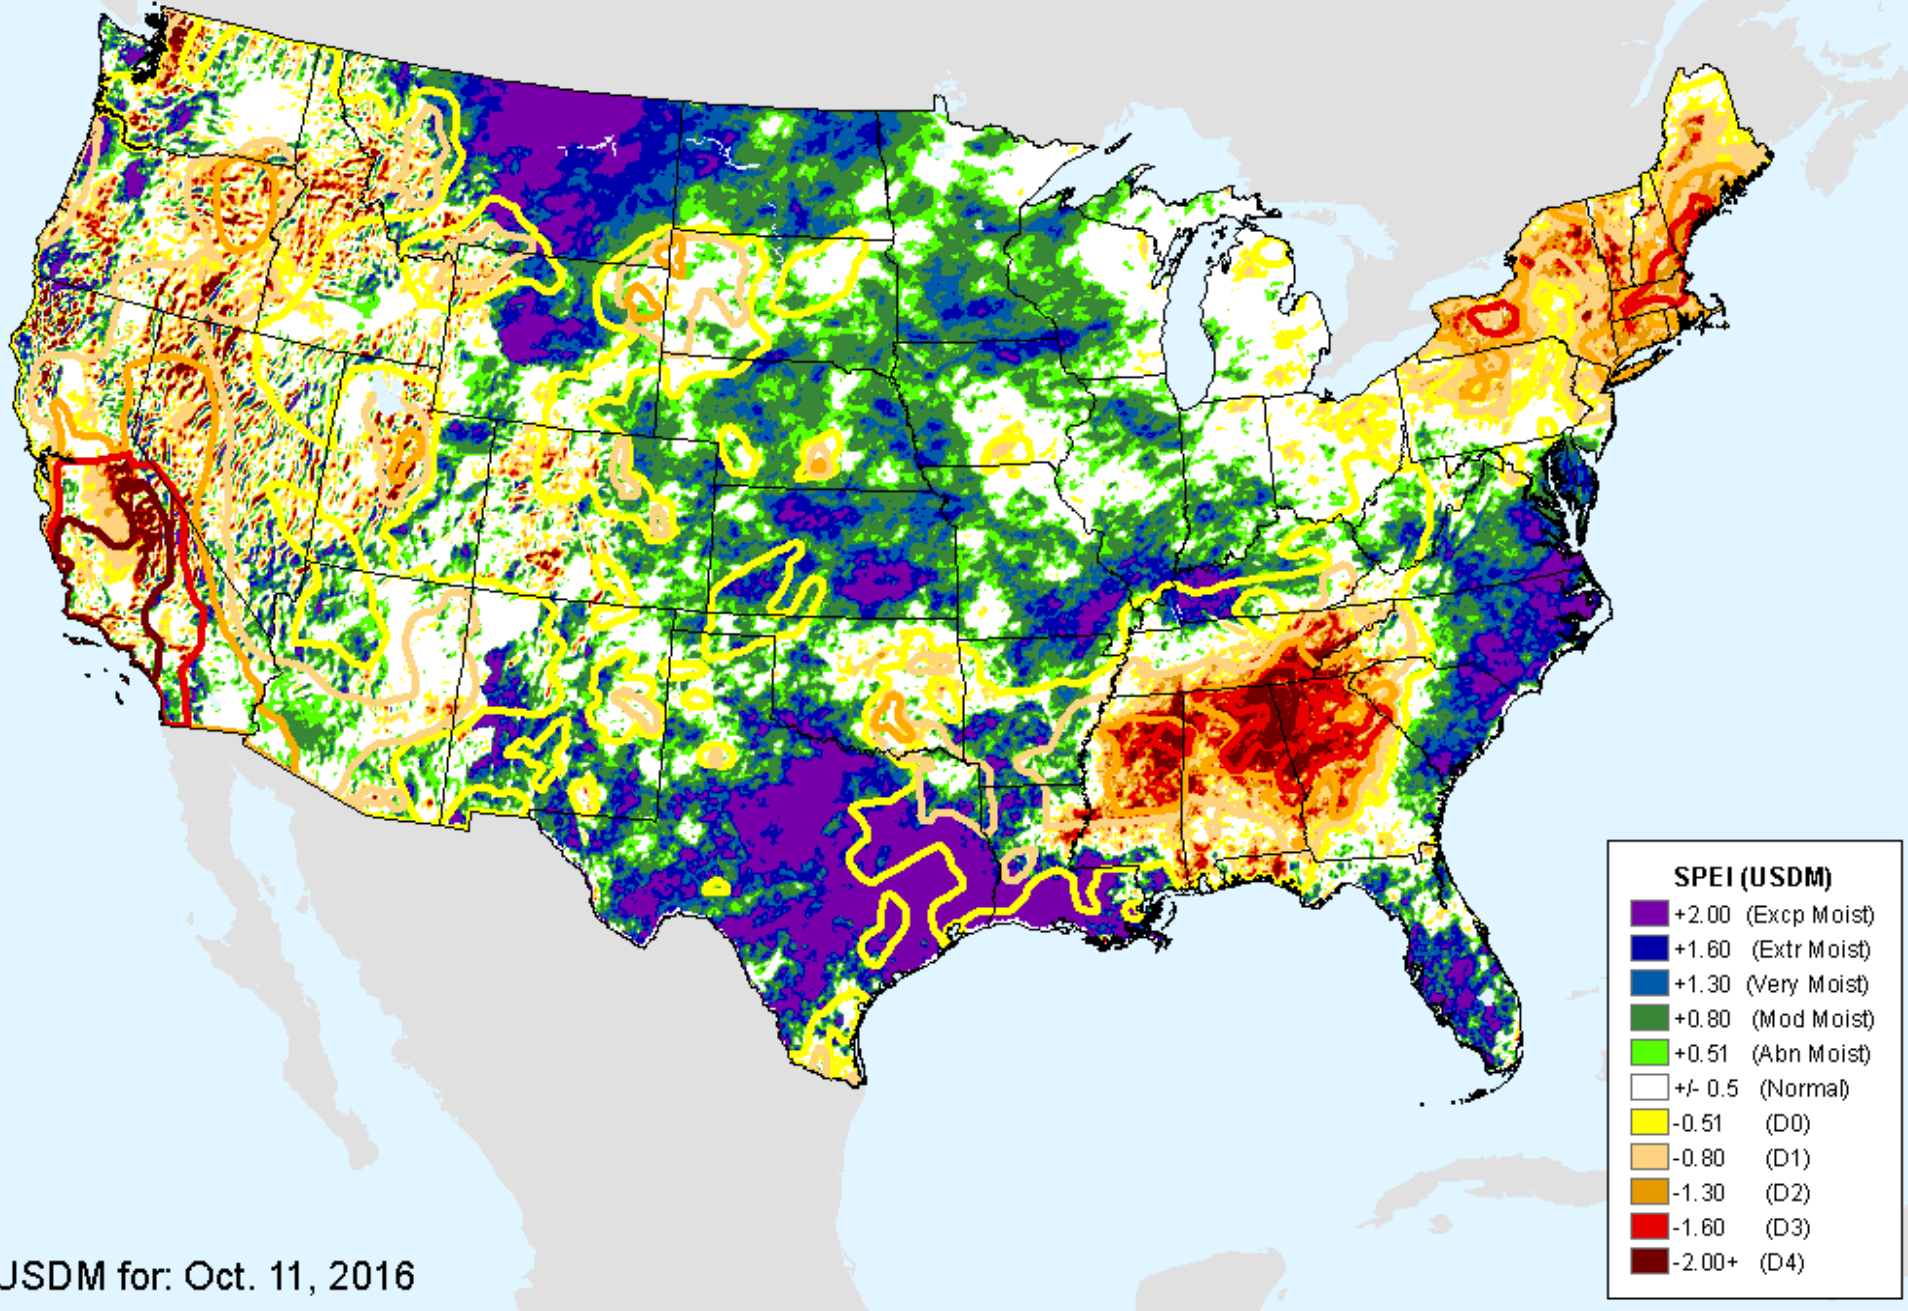 SPEI (USDM)
+2.00 (Excp Moist)
+1.60 (Extr Moist)
+1.30 (Very Moist)
+0.80 (Mod Moist)
+0.51 (Abn Moist)
+/- 0.5 (Normal)
-0.51 (D0)
-0.80 (D1)
-1.30 (D2)
-1.60 (D3)
-2.00+ (D4)
USDM for: Oct. 11, 2016